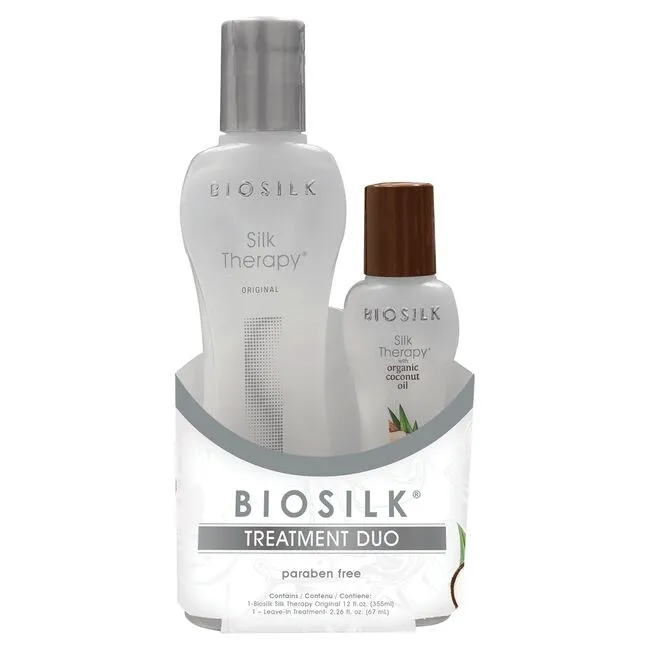 BIOSILK
Silk
Therapy®
ORIGINAL
BIOSILK
Silk
Therapy®
with
organic
coconut
oil
BIOSILK®
TREATMENT DUO
paraben free
Contains / Contenu / Contiene:
1-Biosilk Silk Therapy Original 12 fl.oz. (355ml)
1 – Leave-In Treatment- 2.26 fl.oz. (67 mL)